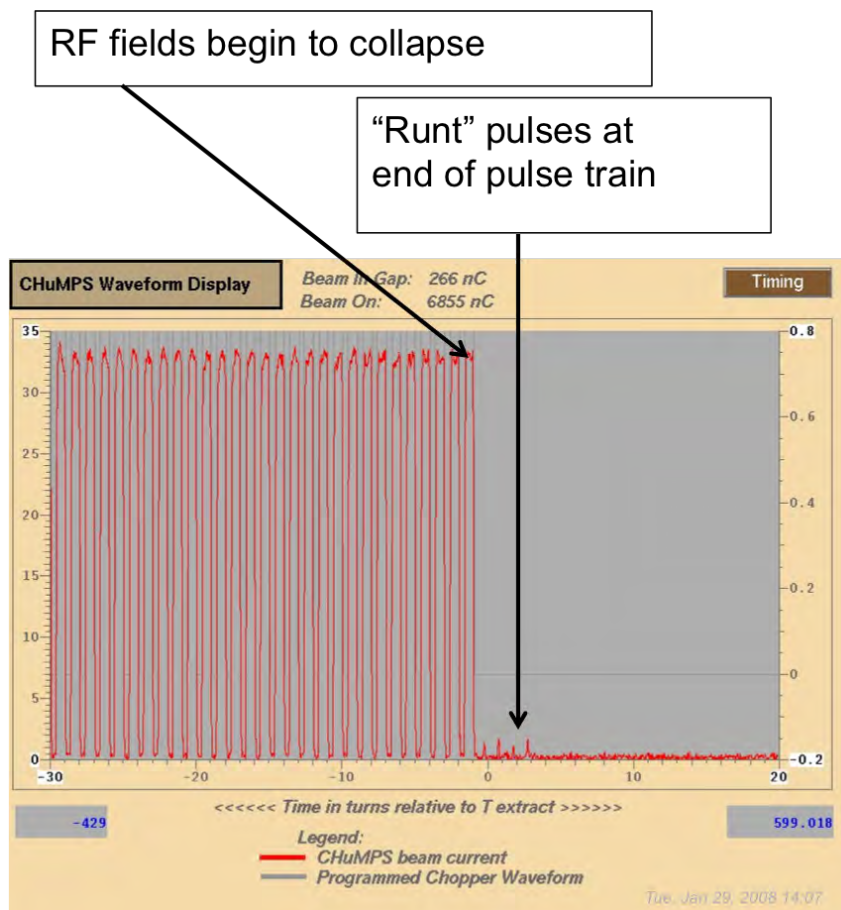 RF fields begin to collapse
“Runt” pulses at
end of pulse train
CHuMPS Waveform Display
Beam In Gap: 266 nC
Beam On: 6855 nC
Timing
35
30
25
20
15
10
5
0
0.8
0.6
0.4
0.2
0
-0.2
-30
-20
-10
0
10
20
<<<<<< Time in turns relative to T extract >>>>>>
-429
599.018
Legend:
CHuMPS beam current
Programmed Chopper Waveform
Tue, Jan 29, 2008 14:07